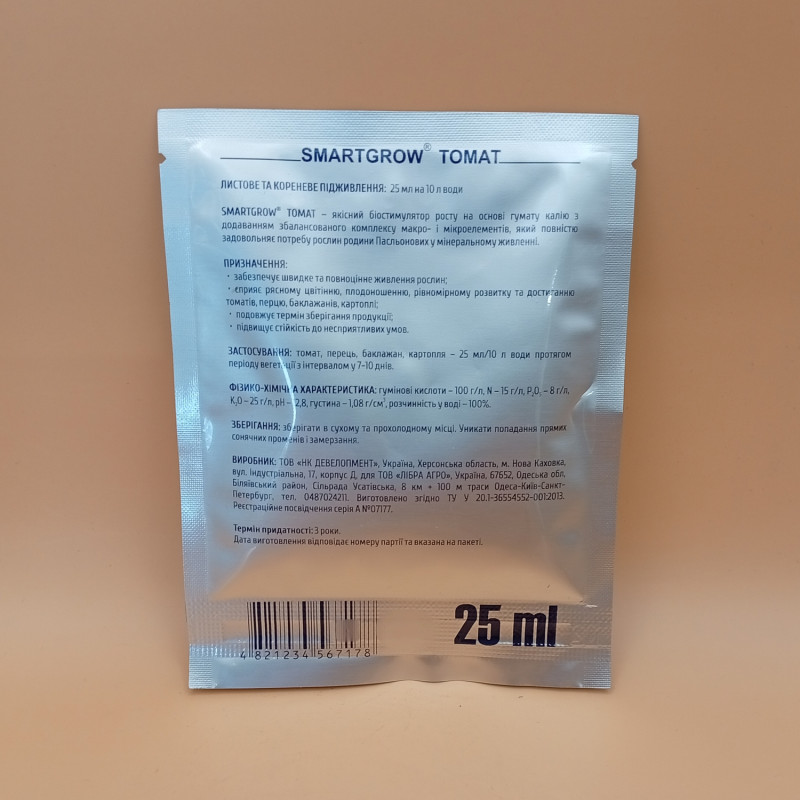 SMARTGROW® ТОМАТ
ЛИСТОВЕ ТА КОРЕНЕВЕ ПІДЖИВЛЕННЯ: 25 мл на 10 л води
SMARTGROW® ТОМАТ – якісний біостимулятор росту на основі гумату калію з
додаванням збалансованого комплексу макро- і мікроелементів, який повністю
задовольняє потребу рослин родини Пасльонових у мінеральному живленні.
ПРИЗНАЧЕННЯ:
• забезпечує швидке та повноцінне живлення рослин;
• сприяє рясному цвітінню, плодоношенню, рівномірному розвитку та достиганню
томатів, перцю, баклажанів, картоплі;
• подовжує термін зберігання продукції;
• підвищує стійкість до несприятливих умов.
ЗАСТОСУВАННЯ: томат, перець, баклажан, картопля – 25 мл/10 л води протягом
періоду вегетації з інтервалом у 7-10 днів.
ФІЗИКО-ХІМІЧНА ХАРАКТЕРИСТИКА: гумінові кислоти – 100 г/л, N – 15 г/л, P₂O₅ – 8 г/л,
K₂O – 25 г/л, pH – 12,8, густина – 1,08 г/см³, розчинність у воді – 100%.
ЗБЕРІГАННЯ: зберігати в сухому та прохолодному місці. Уникати попадання прямих
сонячних променів і замерзання.
ВИРОБНИК: ТОВ «НК ДЕВЕЛОПМЕНТ», Україна, Херсонська область, м. Нова Каховка,
вул. Індустріальна, 17, корпус Д, для ТОВ «ЛІБРА АГРО», Україна, 67652, Одеська обл,
Біляївський район, Сільрада Усатівська, 8 км + 100 м траси Одеса-Київ-Санкт-
Петербург, тел. 0487024211. Виготовлено згідно ТУ У 20.1-36554552-001:2013.
Реєстраційне посвідчення серія А №07177.
Термін придатності: 3 роки.
Дата виготовлення відповідає номеру партії та вказана на пакеті.
25 ml
4 821234 567178